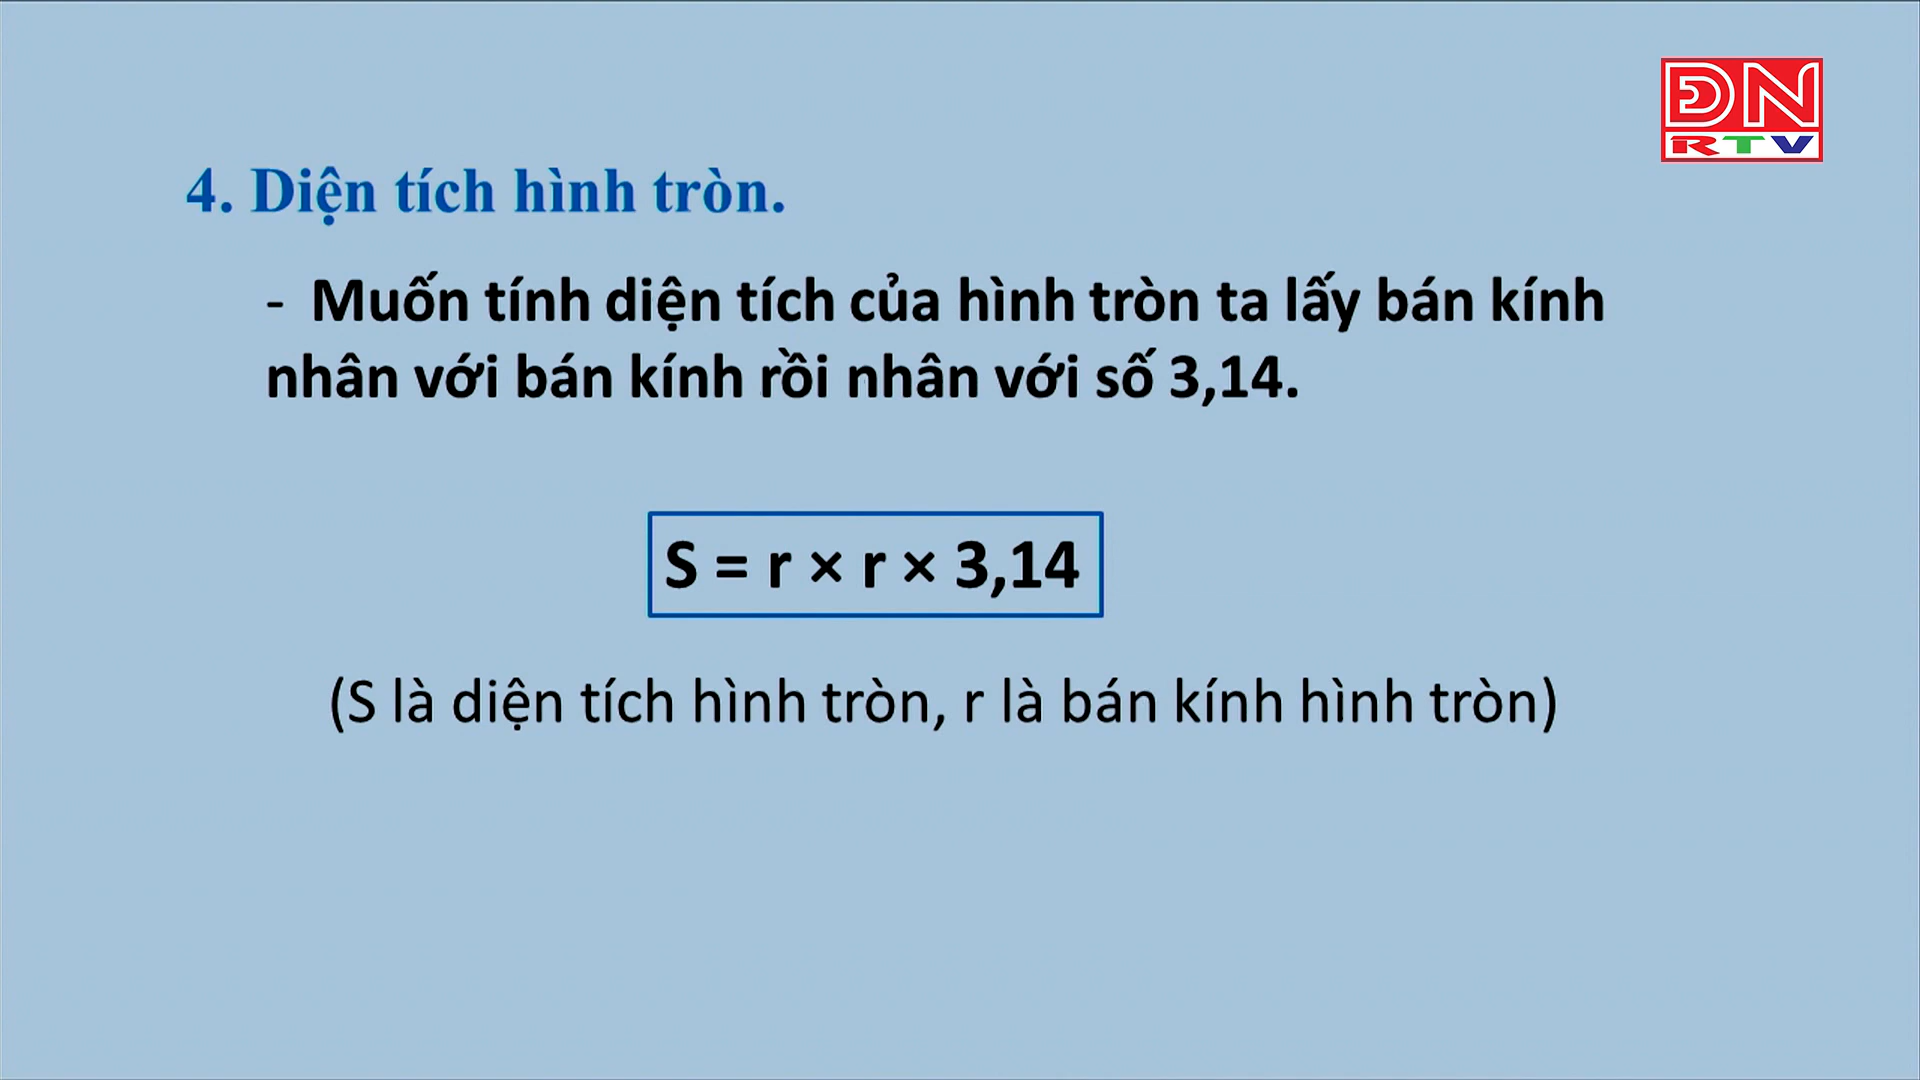 ĐN
RTV
4. Diện tích hình tròn.
- Muốn tính diện tích của hình tròn ta lấy bán kính
nhân với bán kính rồi nhân với số 3,14.
S = r × r × 3,14
(S là diện tích hình tròn, r là bán kính hình tròn)